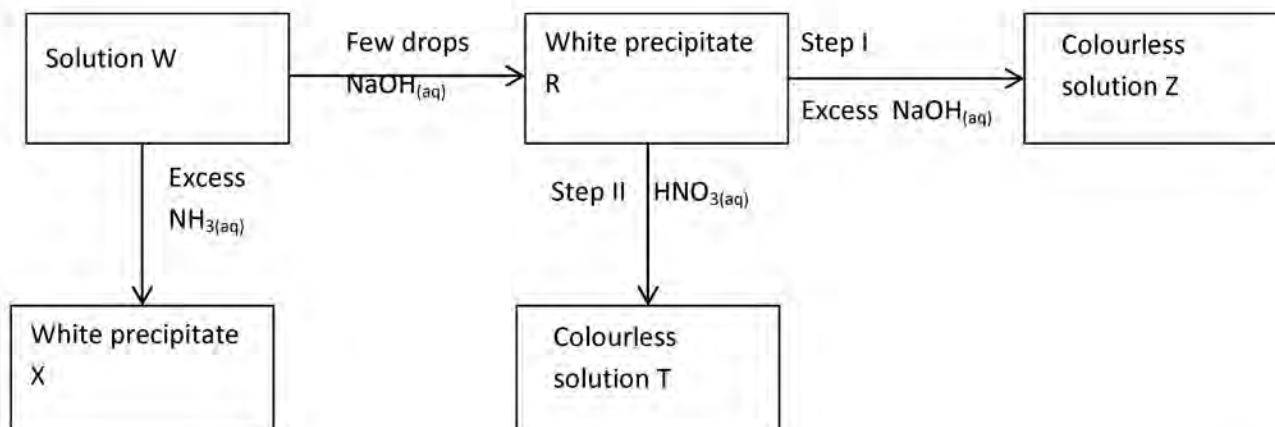 Solution W
Few drops
NaOH(aq)
White precipitate
R
Step I
Excess NaOH(aq)
Colourless
solution Z
Excess
NH3(aq)
Step II HNO3(aq)
White precipitate
X
Colourless
solution T